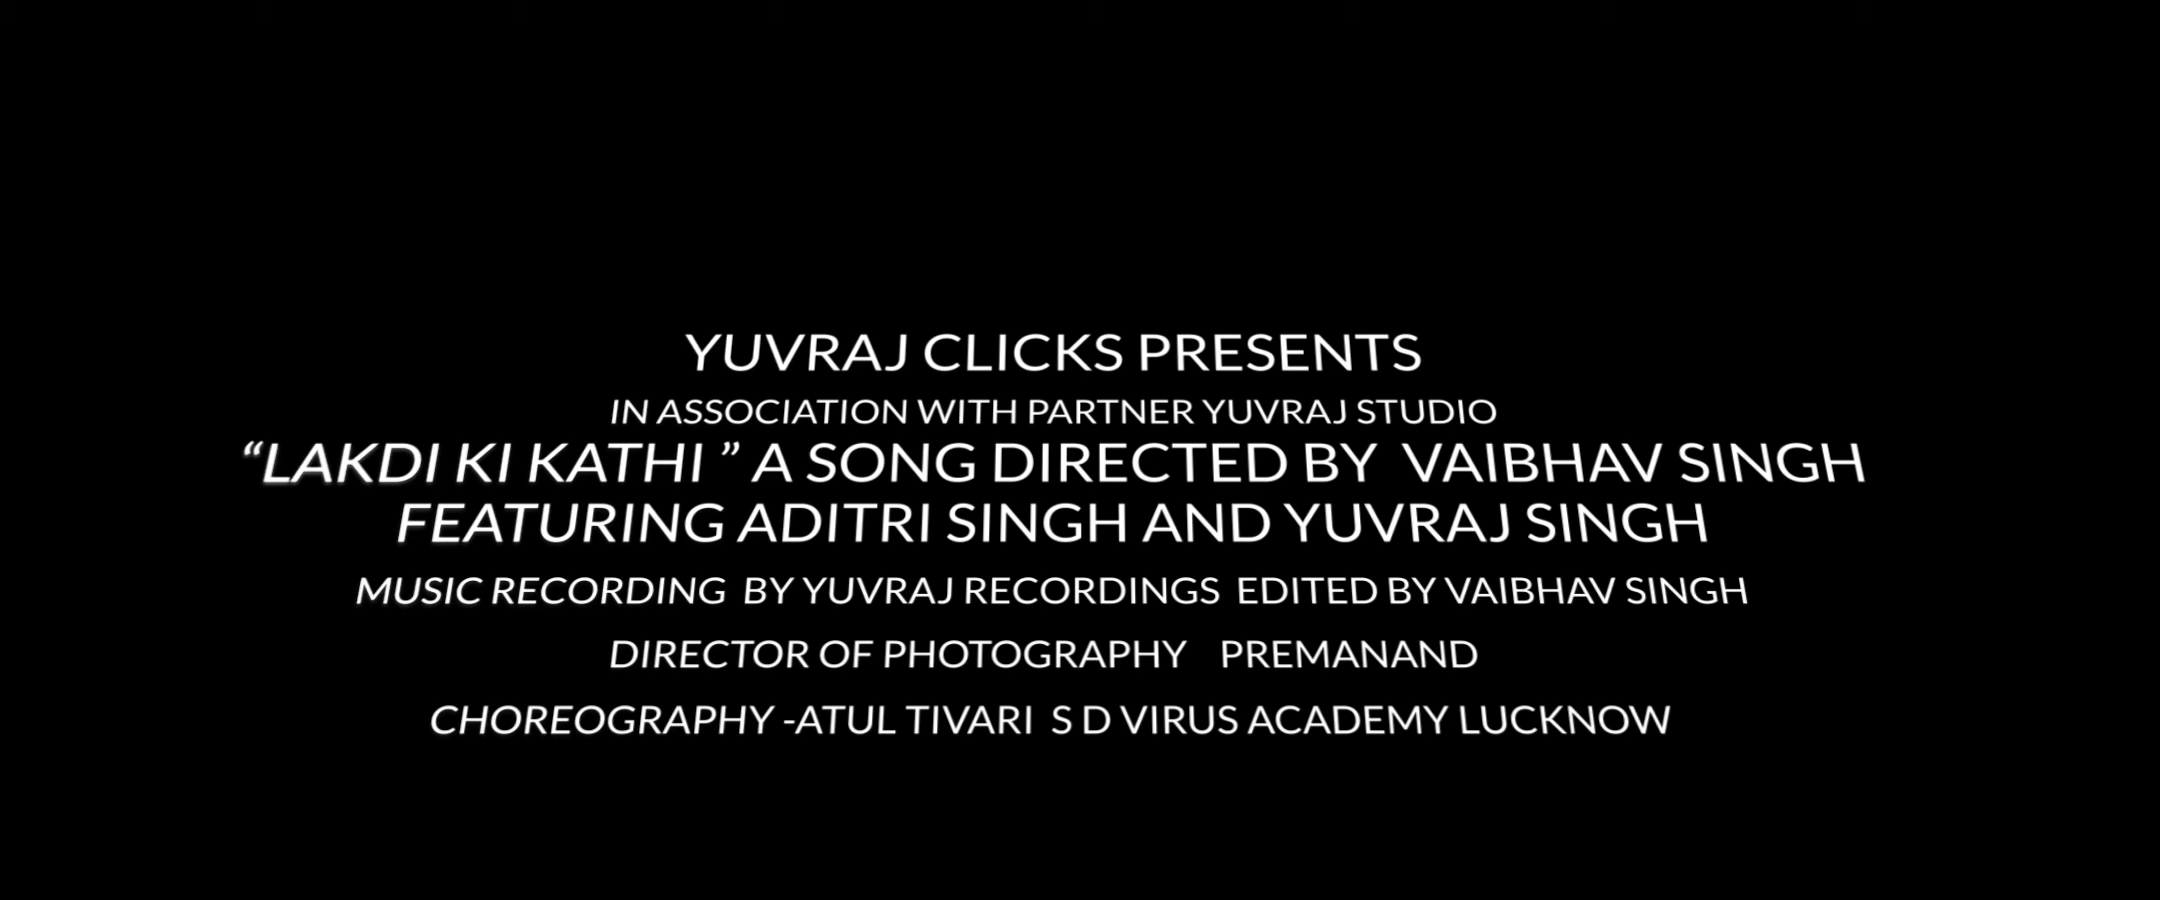 YUVRAJ CLICKS PRESENTS
IN ASSOCIATION WITH PARTNER YUVRAJ STUDIO
“LAKDI KI KATHI ” A SONG DIRECTED BY VAIBHAV SINGH
FEATURING ADITRI SINGH AND YUVRAJ SINGH
MUSIC RECORDING BY YUVRAJ RECORDINGS EDITED BY VAIBHAV SINGH
DIRECTOR OF PHOTOGRAPHY PREMANAND
CHOREOGRAPHY -ATUL TIVARI S D VIRUS ACADEMY LUCKNOW